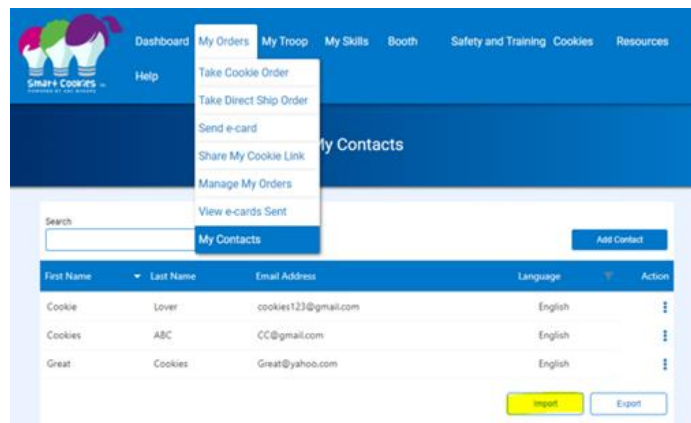 Dashboard My Orders My Troop My Skills Booth Safety and Training Cookies Resources
Help
Smart Cookies
POWERED BY ABC BAKERS
Take Cookie Order
Take Direct Ship Order
Send e-card
Share My Cookie Link
Manage My Orders
View e-cards Sent
My Contacts
My Contacts
Search
Add Contact
First Name Last Name Email Address Language Action
Cookie Lover cookies123@gmail.com English
Cookies ABC CC@gmail.com English
Great Cookies Great@yahoo.com English
Import Export